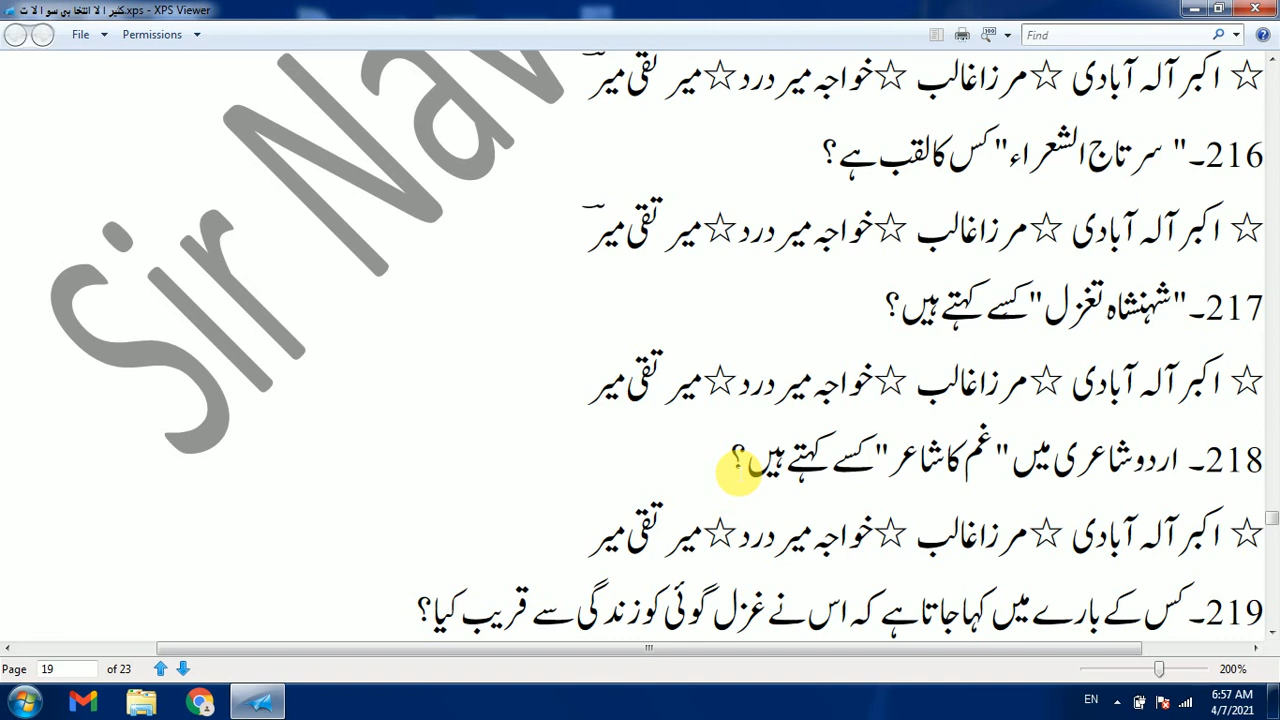 کثیر الا انتخابی سوالات.xps - XPS Viewer
File Permissions Find
☆ اکبر آلہ آبادی ☆ مرزا غالب ☆ خواجہ میر درد ☆ میر تقی میرؔ
216۔" سرتاج الشعراء" کس کا لقب ہے؟
☆ اکبر آلہ آبادی ☆ مرزا غالب ☆ خواجہ میر درد ☆ میر تقی میرؔ
217۔"شہنشاہ تغزل" کسے کہتے ہیں؟
☆ اکبر آلہ آبادی ☆ مرزا غالب ☆ خواجہ میر درد ☆ میر تقی میر
218۔ اردو شاعری میں "غم کا شاعر" کسے کہتے ہیں؟
☆ اکبر آلہ آبادی ☆ مرزا غالب ☆ خواجہ میر درد ☆ میر تقی میر
219۔ کس کے بارے میں کہا جاتا ہے کہ اس نے غزل گوئی کو زندگی سے قریب کیا؟
Sir Nav
Page 19 of 23 200%
EN 6:57 AM
4/7/2021